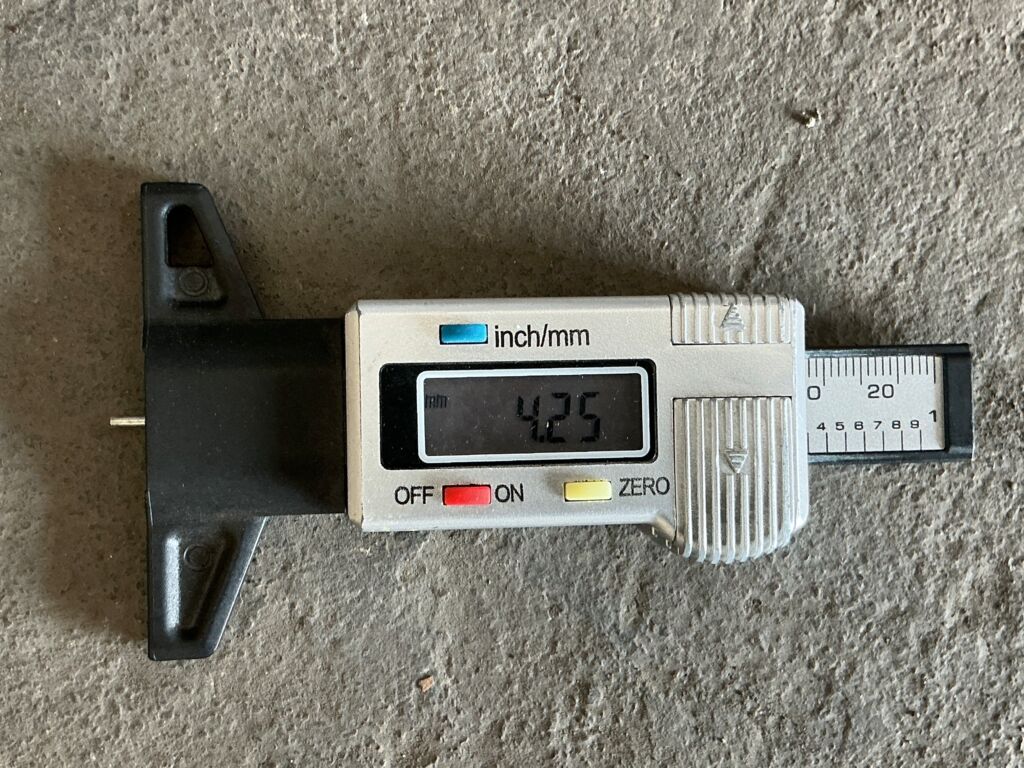 inch/mm
mm 4.25
OFF ON ZERO
0 20
4 5 6 7 8 9 1